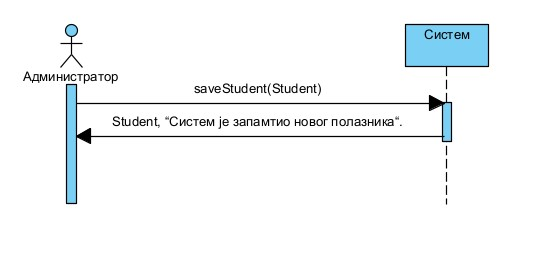 Систем
Администратор
saveStudent(Student)
Student, “Систем је запамтио новог полазника“.